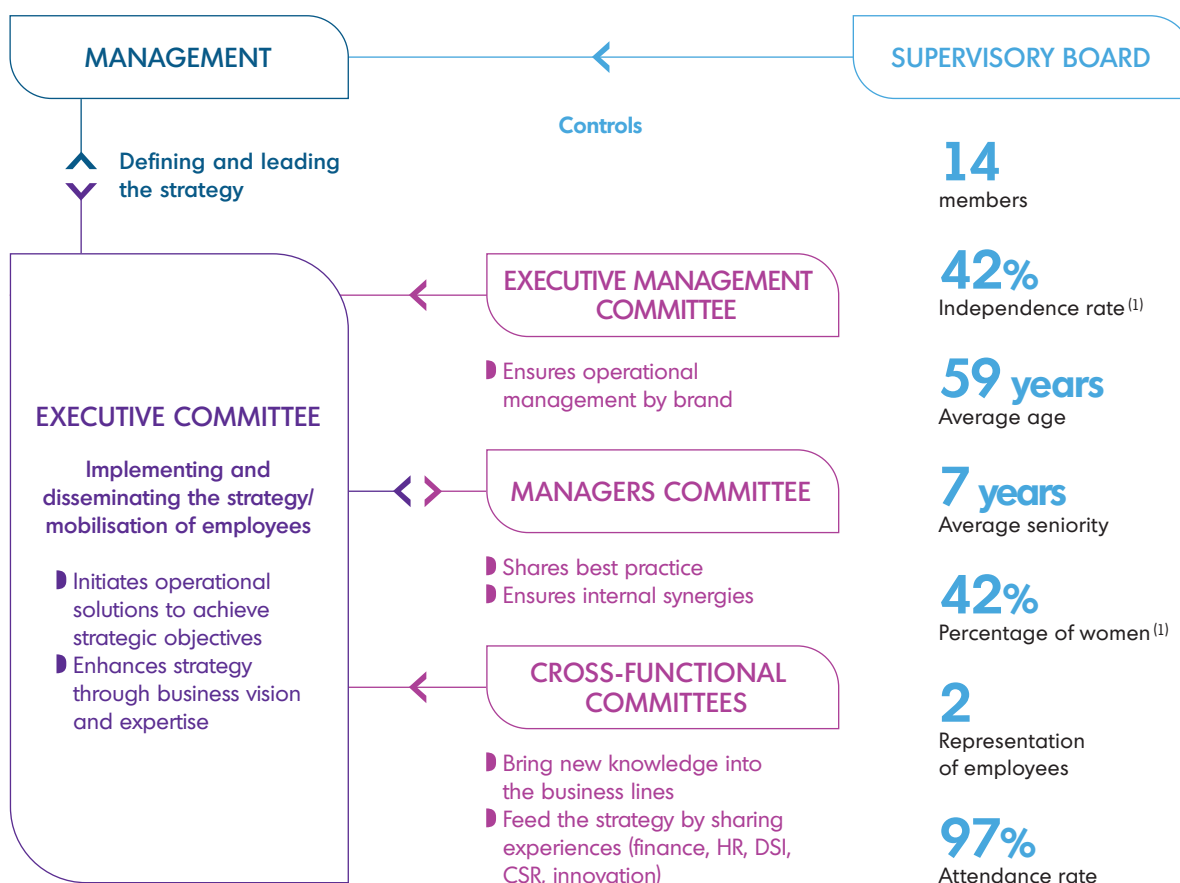 MANAGEMENT
SUPERVISORY BOARD
Controls
Defining and leading
the strategy
EXECUTIVE COMMITTEE
Implementing and
disseminating the strategy/
mobilisation of employees
Initiates operational
solutions to achieve
strategic objectives
Enhances strategy
through business vision
and expertise
EXECUTIVE MANAGEMENT
COMMITTEE
Ensures operational
management by brand
MANAGERS COMMITTEE
Shares best practice
Ensures internal synergies
CROSS-FUNCTIONAL
COMMITTEES
Bring new knowledge into
the business lines
Feed the strategy by sharing
experiences (finance, HR, DSI,
CSR, innovation)
14
members
42%
Independence rate (1)
59 years
Average age
7 years
Average seniority
42%
Percentage of women (1)
2
Representation
of employees
97%
Attendance rate